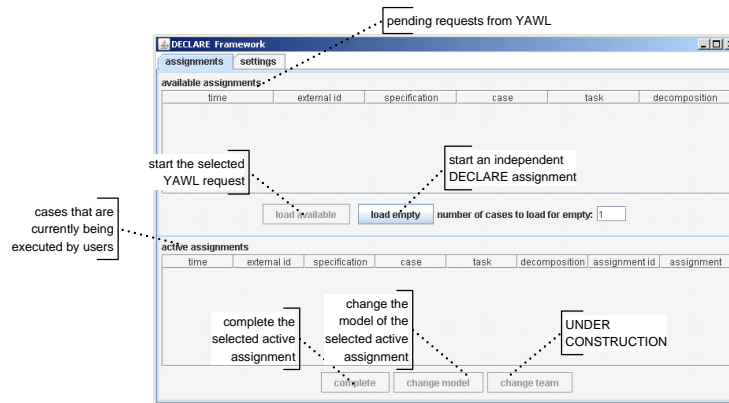 pending requests from YAWL
DECLARE Framework
assignments settings
available assignments
time external id specification case task decomposition
start the selected
YAWL request
start an independent
DECLARE assignment
load available load empty number of cases to load for empty: 1
cases that are
currently being
executed by users
active assignments
time external id specification case task decomposition assignment id assignment
complete the
selected active
assignment
change the
model of the
selected active
assignment
UNDER
CONSTRUCTION
complete change model change team